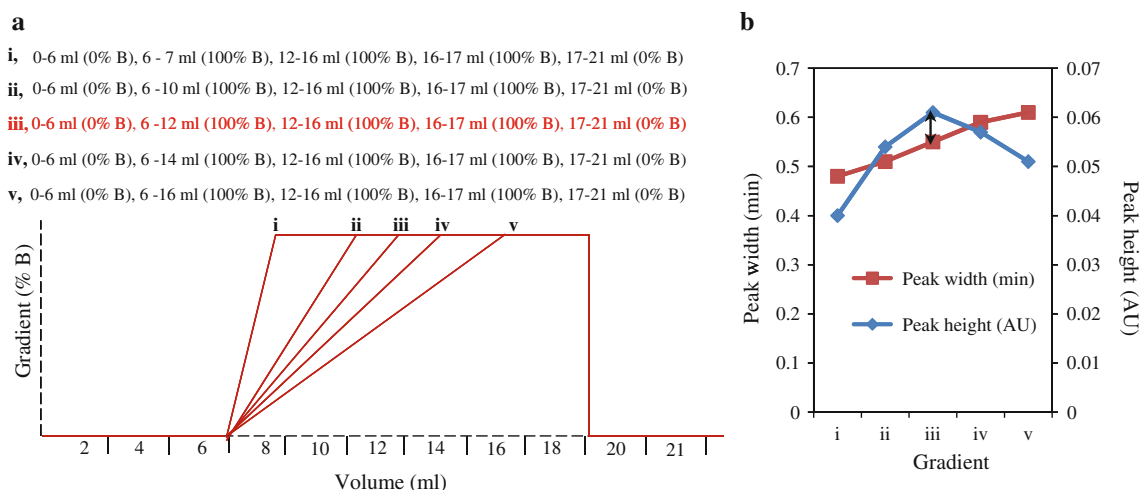 a
i, 0-6 ml (0% B), 6 - 7 ml (100% B), 12-16 ml (100% B), 16-17 ml (100% B), 17-21 ml (0% B)
ii, 0-6 ml (0% B), 6 -10 ml (100% B), 12-16 ml (100% B), 16-17 ml (100% B), 17-21 ml (0% B)
iii, 0-6 ml (0% B), 6 -12 ml (100% B), 12-16 ml (100% B), 16-17 ml (100% B), 17-21 ml (0% B)
iv, 0-6 ml (0% B), 6 -14 ml (100% B), 12-16 ml (100% B), 16-17 ml (100% B), 17-21 ml (0% B)
v, 0-6 ml (0% B), 6 -16 ml (100% B), 12-16 ml (100% B), 16-17 ml (100% B), 17-21 ml (0% B)
i ii iii iv v
Gradient (% B)
2 4 6 8 10 12 14 16 18 20 21
Volume (ml)
b
0.7 0.07
0.6 0.06
0.5 0.05
0.4 0.04
0.3 0.03
0.2 0.02
0.1 0.01
0 0
Peak width (min)
Peak height (AU)
Peak width (min)
Peak height (AU)
i ii iii iv v
Gradient